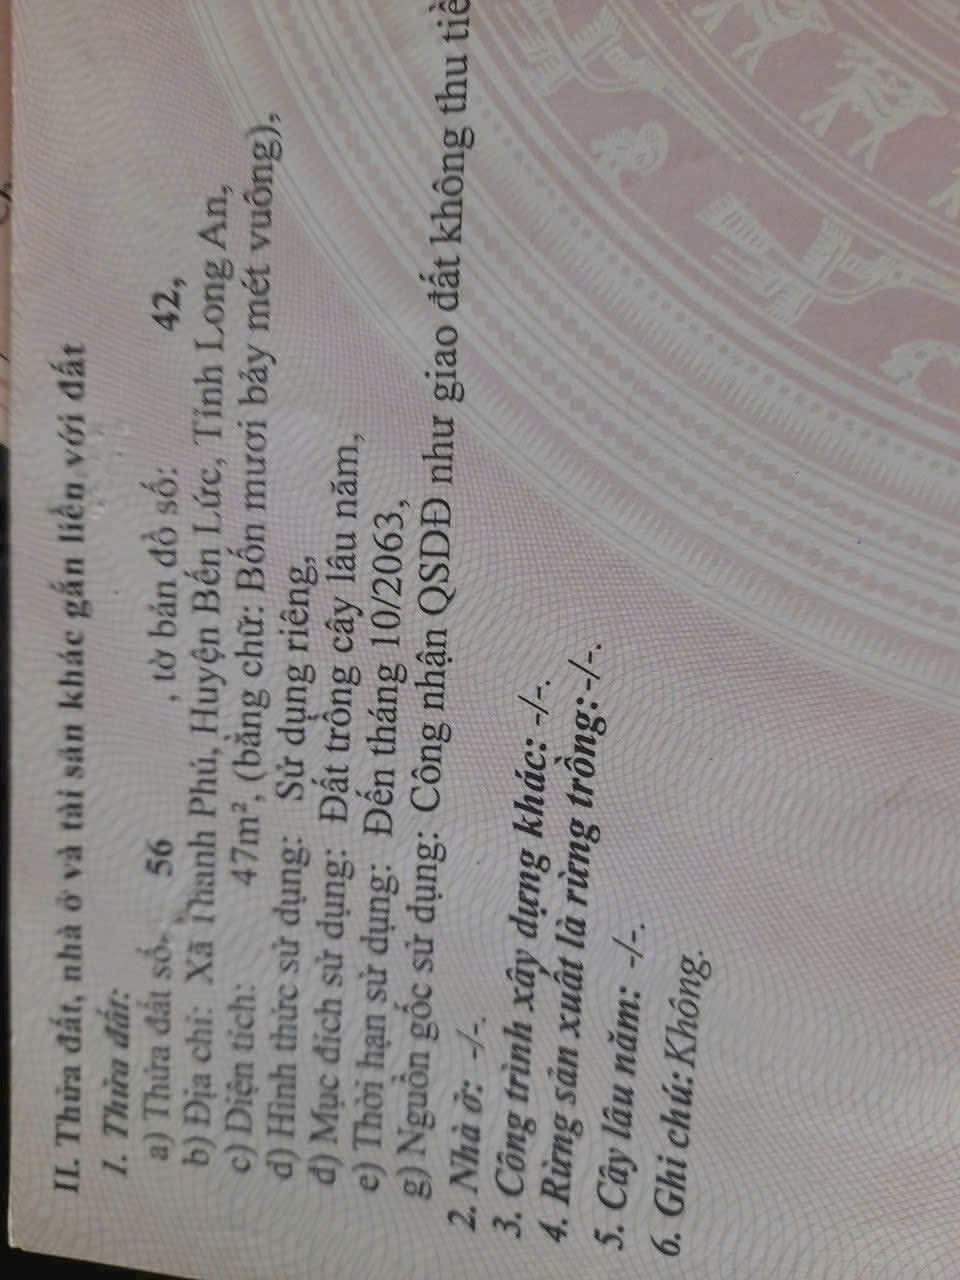 II. Thửa đất, nhà ở và tài sản khác gắn liền với đất
1. Thửa đất:
a) Thửa đất số: 56 , tờ bản đồ số: 42,
b) Địa chỉ: Xã Thanh Phú, Huyện Bến Lức, Tỉnh Long An,
c) Diện tích: 47m², (bằng chữ: Bốn mươi bảy mét vuông),
d) Hình thức sử dụng: Sử dụng riêng,
đ) Mục đích sử dụng: Đất trồng cây lâu năm,
e) Thời hạn sử dụng: Đến tháng 10/2063,
g) Nguồn gốc sử dụng: Công nhận QSDĐ như giao đất không thu tiề
2. Nhà ở: -/-.
3. Công trình xây dựng khác: -/-.
4. Rừng sản xuất là rừng trồng:-/-.
5. Cây lâu năm: -/-.
6. Ghi chú: Không.